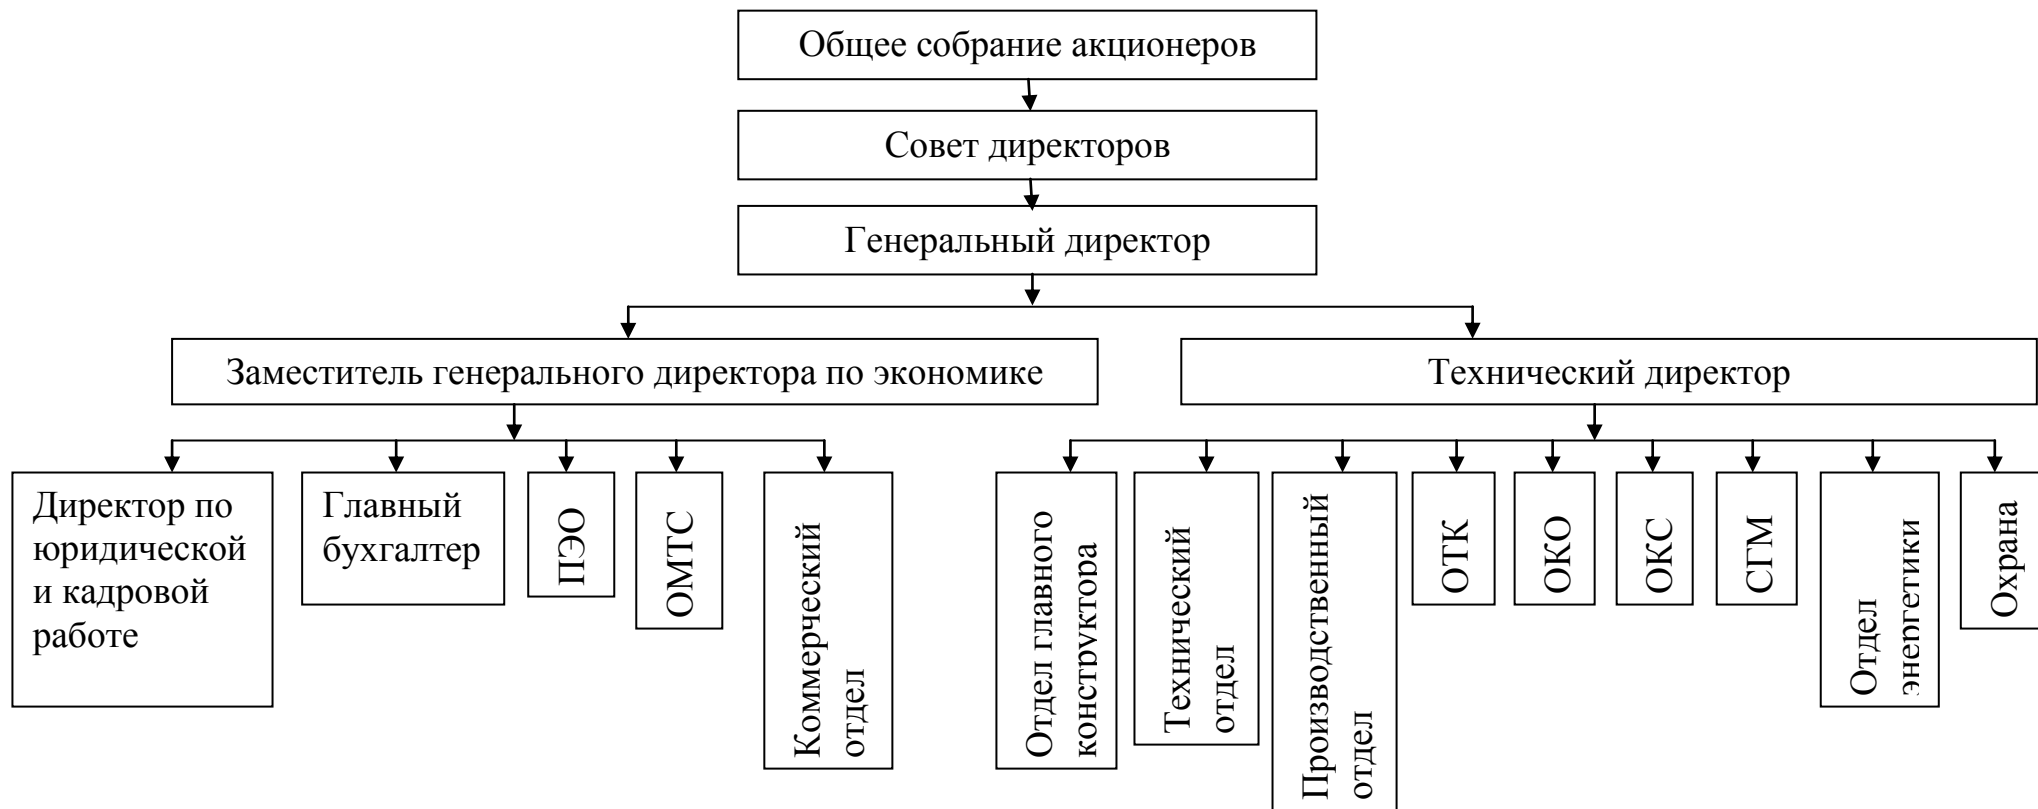 Общее собрание акционеров
Совет директоров
Генеральный директор
Заместитель генерального директора по экономике
Технический директор
Директор по
юридической
и кадровой
работе
Главный
бухгалтер
ПЭО
ОМТС
Коммерческий
отдел
Отдел главного
конструктора
Технический
отдел
Производственный
отдел
ОТК
ОКО
ОКС
СГМ
Отдел
энергетики
Охрана